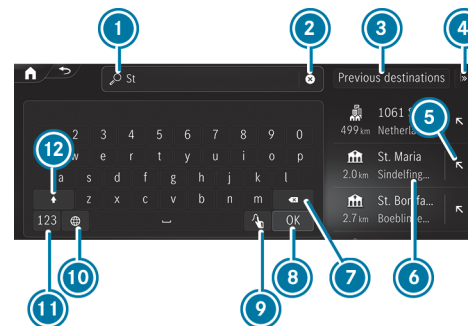 1 2 3 4
St Previous destinations »
1061
499 km Netherla
5
2 3 4 5 6 7 8 9 0
12
w e r t y u i o p
St. Maria
2.0 km Sindelfing...
a s d f g h j k l
z x c v b n m
St. Bonifa...
2.7 km Boeblinge...
123 OK
11 10 9 8 7 6